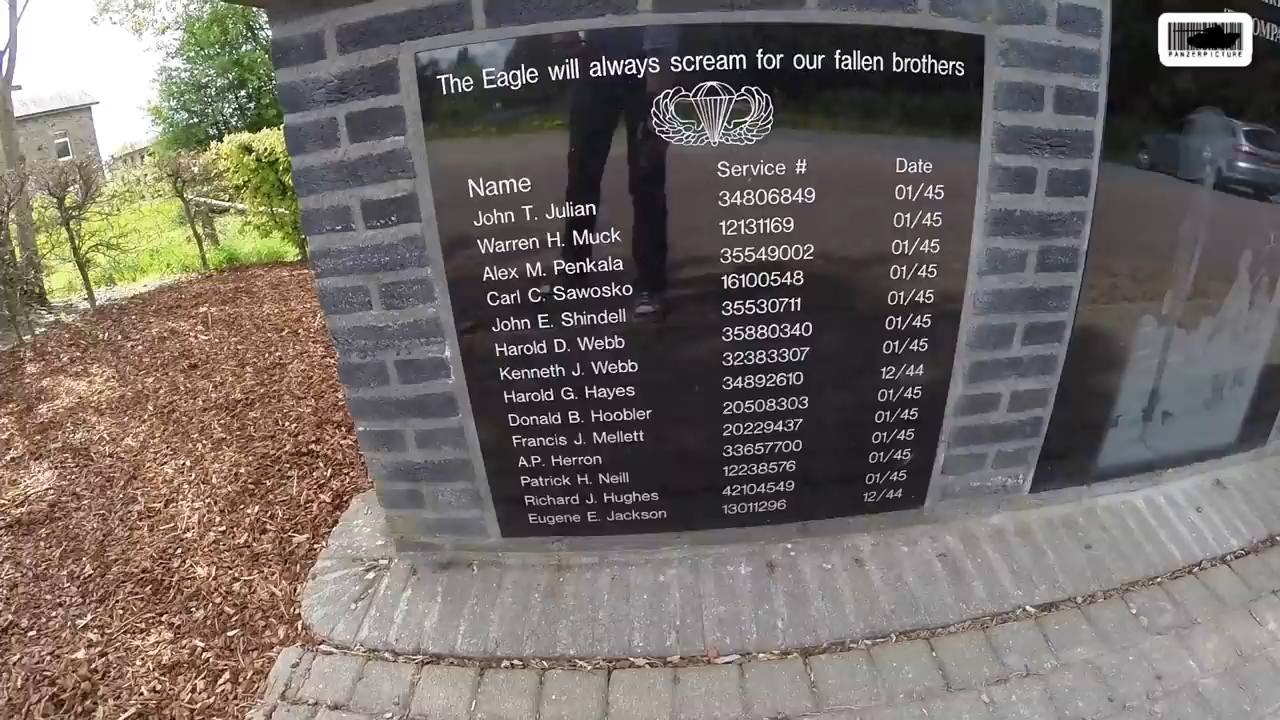 PANZERPICTURE
The Eagle will always scream for our fallen brothers
Name Service # Date
John T. Julian 34806849 01/45
Warren H. Muck 12131169 01/45
Alex M. Penkala 35549002 01/45
Carl C. Sawosko 16100548 01/45
John E. Shindell 35530711 01/45
Harold D. Webb 35880340 01/45
Kenneth J. Webb 32383307 01/45
Harold G. Hayes 34892610 12/44
Donald B. Hoobler 20508303 01/45
Francis J. Mellett 20229437 01/45
A.P. Herron 33657700 01/45
Patrick H. Neill 12238576 01/45
Richard J. Hughes 42104549 01/45
Eugene E. Jackson 13011296 12/44